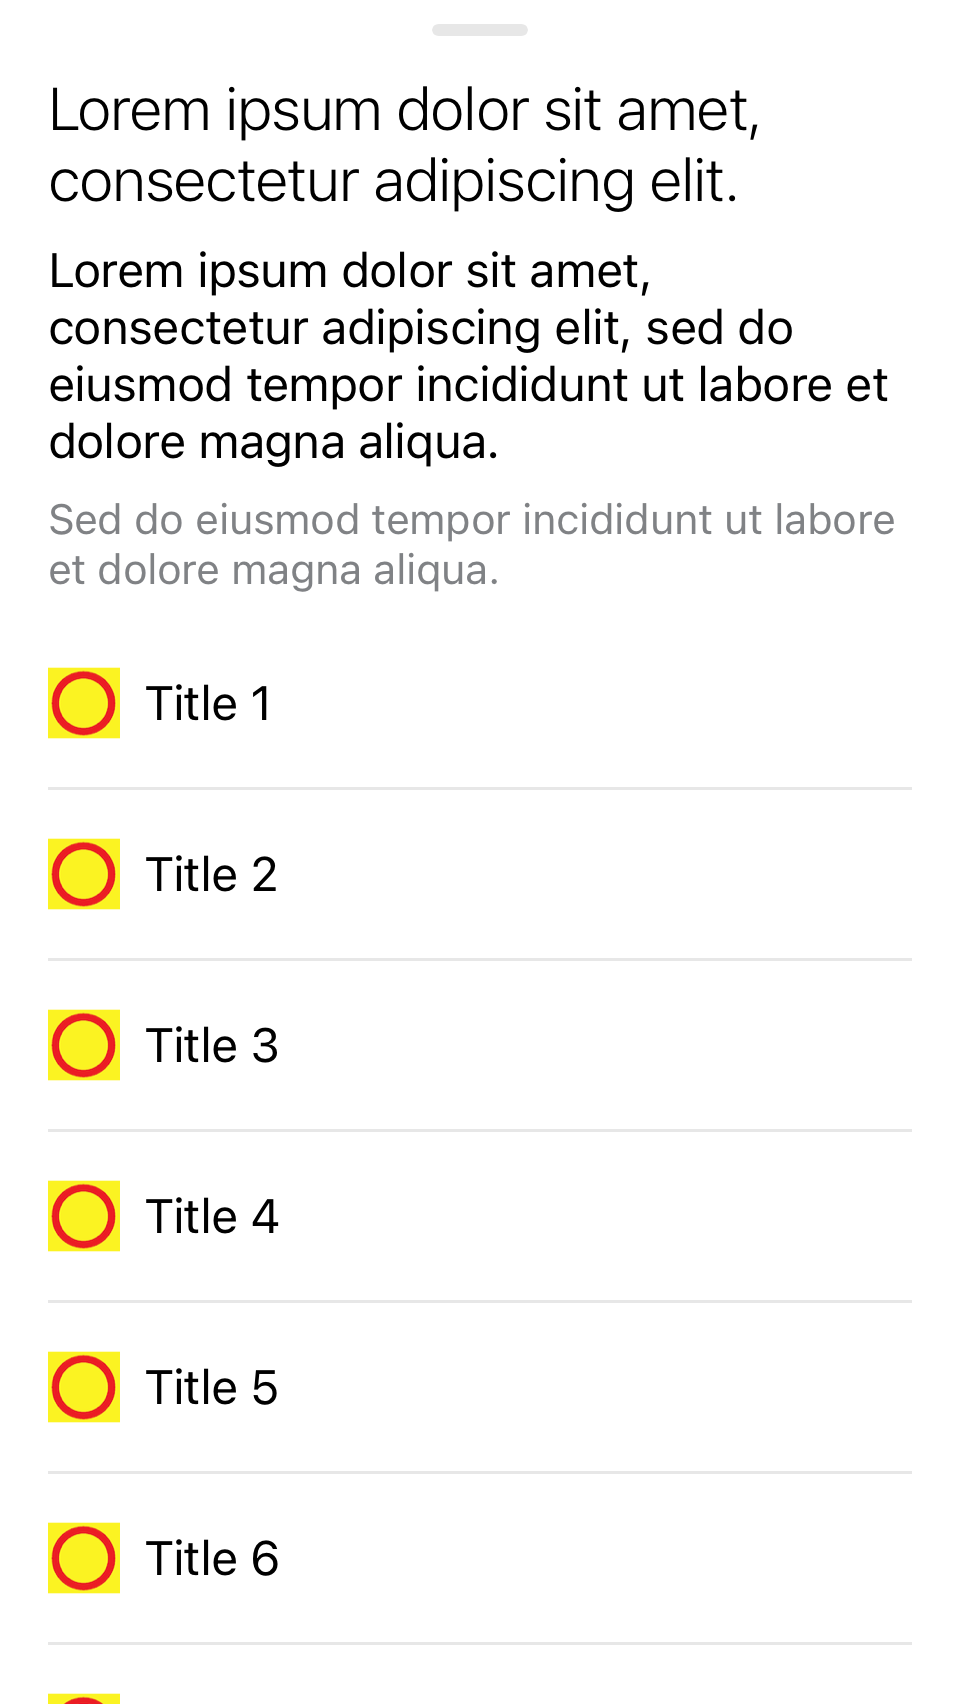 Lorem ipsum dolor sit amet,
consectetur adipiscing elit.
Lorem ipsum dolor sit amet,
consectetur adipiscing elit, sed do
eiusmod tempor incididunt ut labore et
dolore magna aliqua.
Sed do eiusmod tempor incididunt ut labore
et dolore magna aliqua.
Title 1
Title 2
Title 3
Title 4
Title 5
Title 6